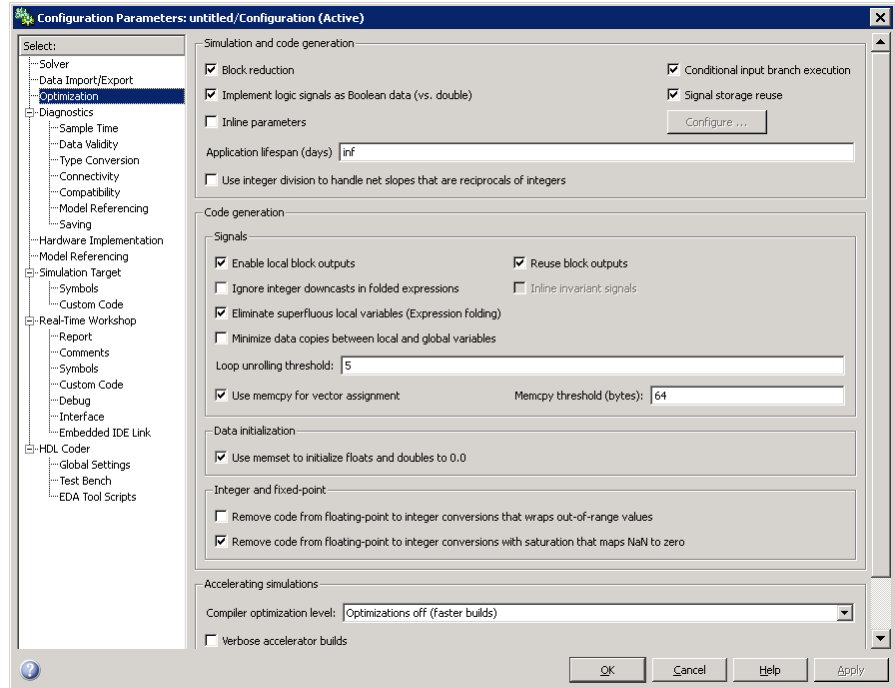 Configuration Parameters: untitled/Configuration (Active)
Select:
Solver
Data Import/Export
Optimization
Diagnostics
Sample Time
Data Validity
Type Conversion
Connectivity
Compatibility
Model Referencing
Saving
Hardware Implementation
Model Referencing
Simulation Target
Symbols
Custom Code
Real-Time Workshop
Report
Comments
Symbols
Custom Code
Debug
Interface
Embedded IDE Link
HDL Coder
Global Settings
Test Bench
EDA Tool Scripts
Simulation and code generation
Block reduction
Conditional input branch execution
Implement logic signals as Boolean data (vs. double)
Signal storage reuse
Inline parameters
Configure ...
Application lifespan (days) inf
Use integer division to handle net slopes that are reciprocals of integers
Code generation
Signals
Enable local block outputs
Reuse block outputs
Ignore integer downcasts in folded expressions
Inline invariant signals
Eliminate superfluous local variables (Expression folding)
Minimize data copies between local and global variables
Loop unrolling threshold: 5
Use memcpy for vector assignment
Memcpy threshold (bytes): 64
Data initialization
Use memset to initialize floats and doubles to 0.0
Integer and fixed-point
Remove code from floating-point to integer conversions that wraps out-of-range values
Remove code from floating-point to integer conversions with saturation that maps NaN to zero
Accelerating simulations
Compiler optimization level: Optimizations off (faster builds)
Verbose accelerator builds
?
OK
Cancel
Help
Apply